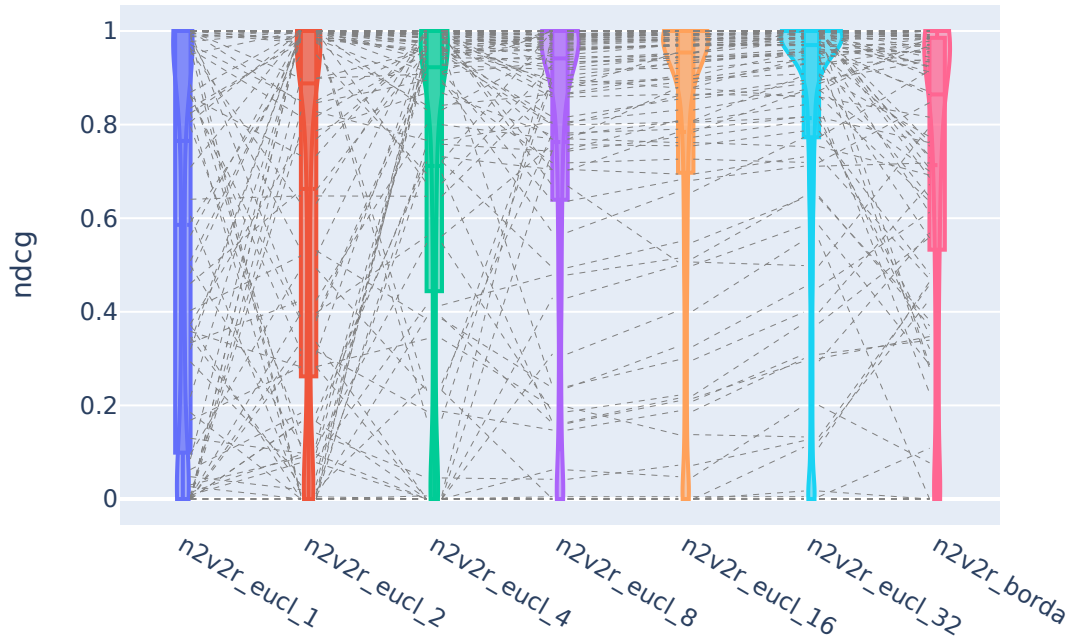 1
0.8
0.6
0.4
0.2
0
ndcg
n2v2r_eucl_1
n2v2r_eucl_2
n2v2r_eucl_4
n2v2r_eucl_8
n2v2r_eucl_16
n2v2r_eucl_32
n2v2r_borda